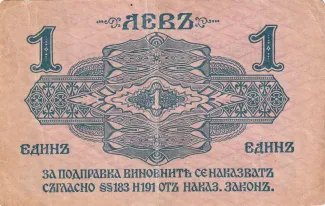 ЛЕВЪ
1 1
1
ЕДИНЪ ЕДИНЪ
ЗА ПОДПРАВКА ВИНОВНИТѢ СЕ НАКАЗВАТЪ
СЪГЛАСНО §§183 И 191 ОТЪ НАКАЗ. ЗАКОНЪ.